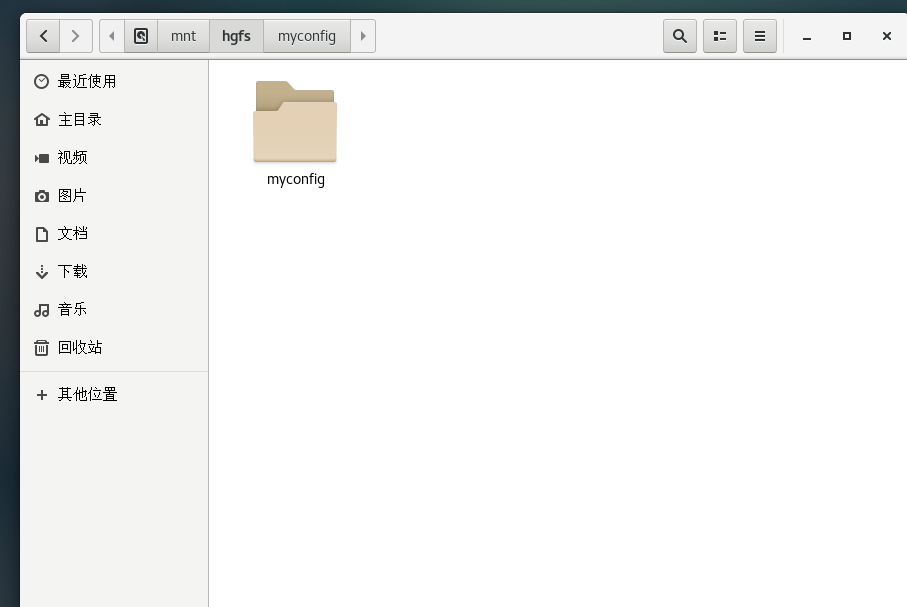 mnt hgfs myconfig
最近使用
主目录
视频
图片
文档
下载
音乐
回收站
其他位置
myconfig